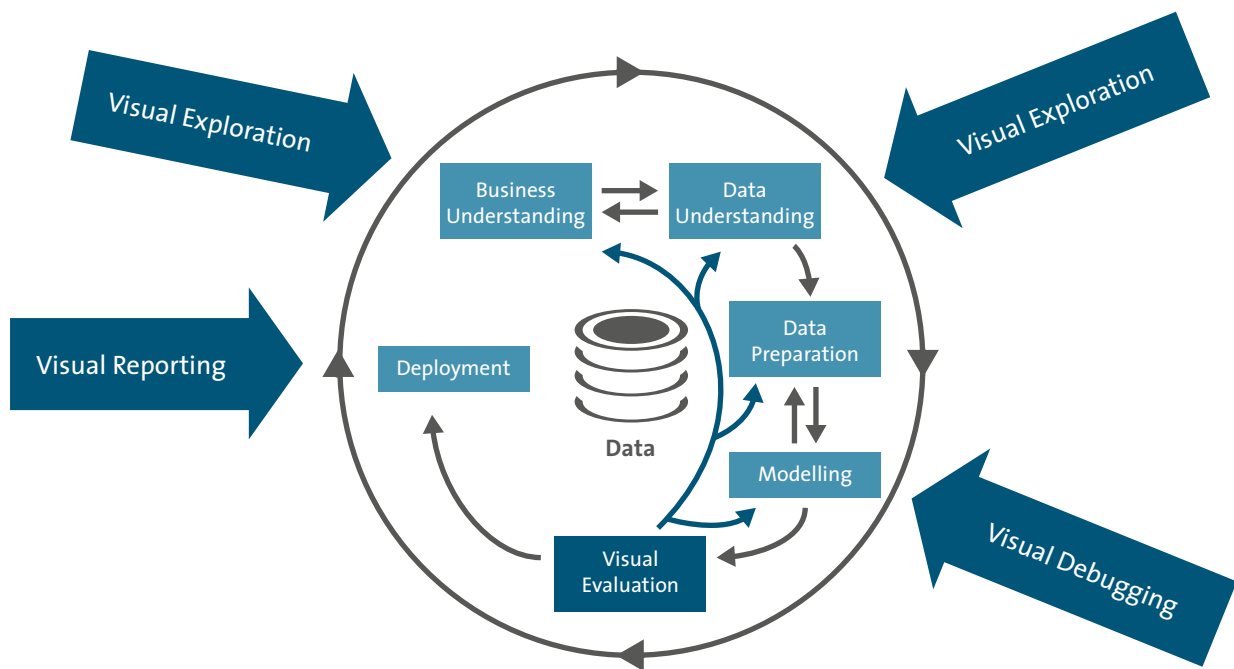 Visual Exploration
Visual Exploration
Business
Understanding
Data
Understanding
Data
Preparation
Visual Reporting
Deployment
Data
Modelling
Visual
Evaluation
Visual Debugging